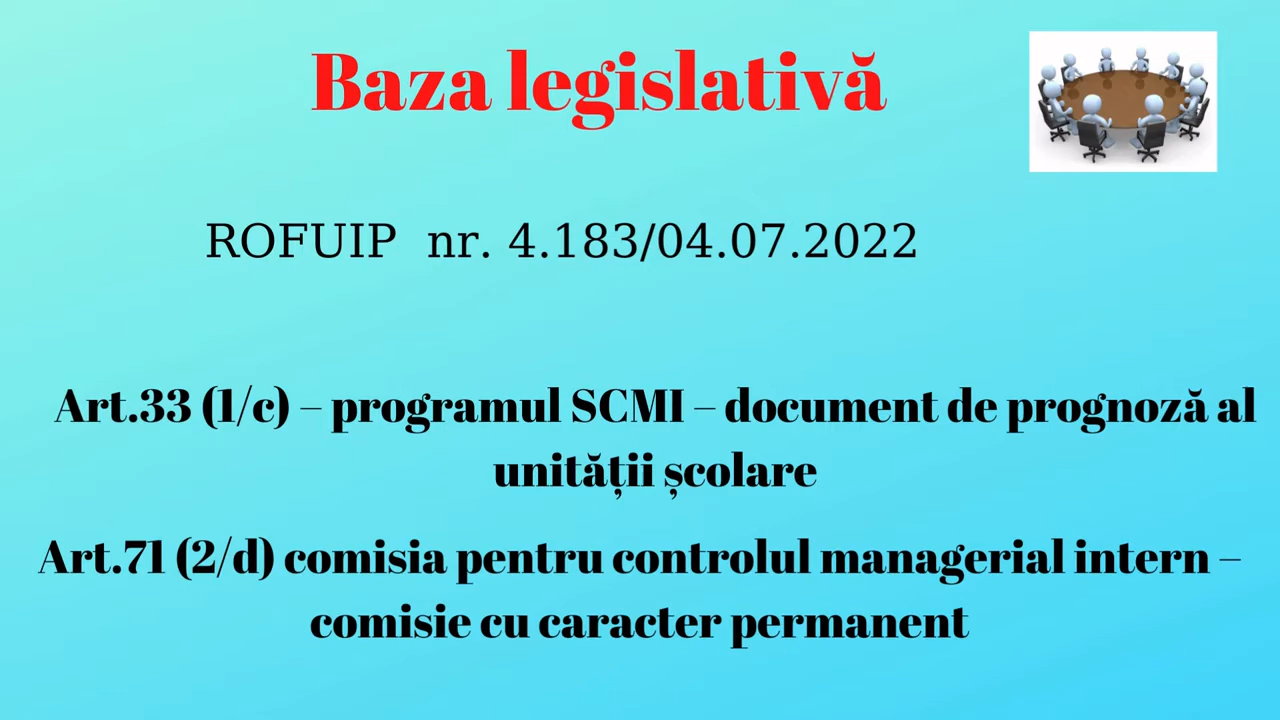 Baza legislativă
ROFUIP nr. 4.183/04.07.2022
Art.33 (1/c) – programul SCMI – document de prognoză al
unității școlare
Art.71 (2/d) comisia pentru controlul managerial intern –
comisie cu caracter permanent